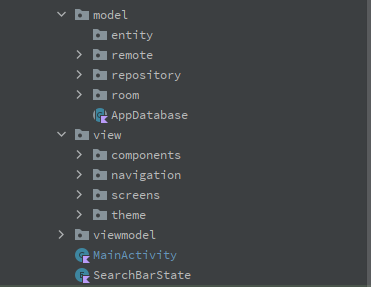 model
entity
remote
repository
room
AppDatabase
view
components
navigation
screens
theme
viewmodel
MainActivity
SearchBarState